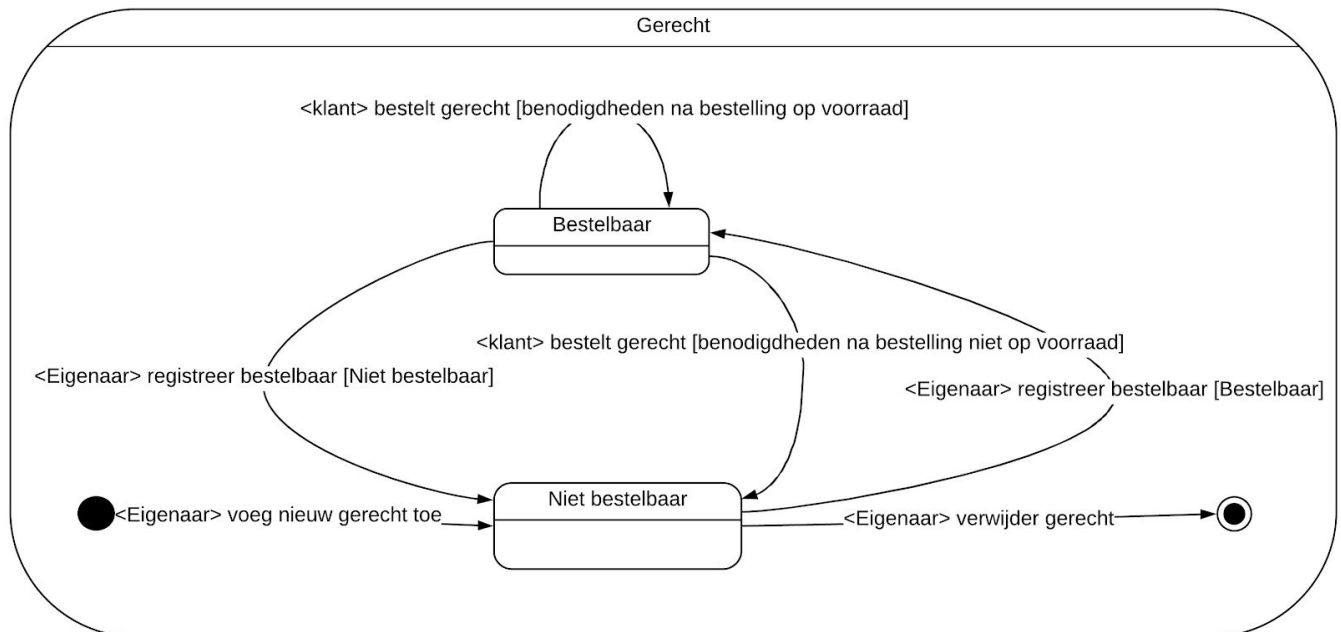 Gerecht
<klant> bestelt gerecht [benodigdheden na bestelling op voorraad]
Bestelbaar
<klant> bestelt gerecht [benodigdheden na bestelling niet op voorraad]
<Eigenaar> registreer bestelbaar [Niet bestelbaar]
<Eigenaar> registreer bestelbaar [Bestelbaar]
Niet bestelbaar
<Eigenaar> voeg nieuw gerecht toe
<Eigenaar> verwijder gerecht